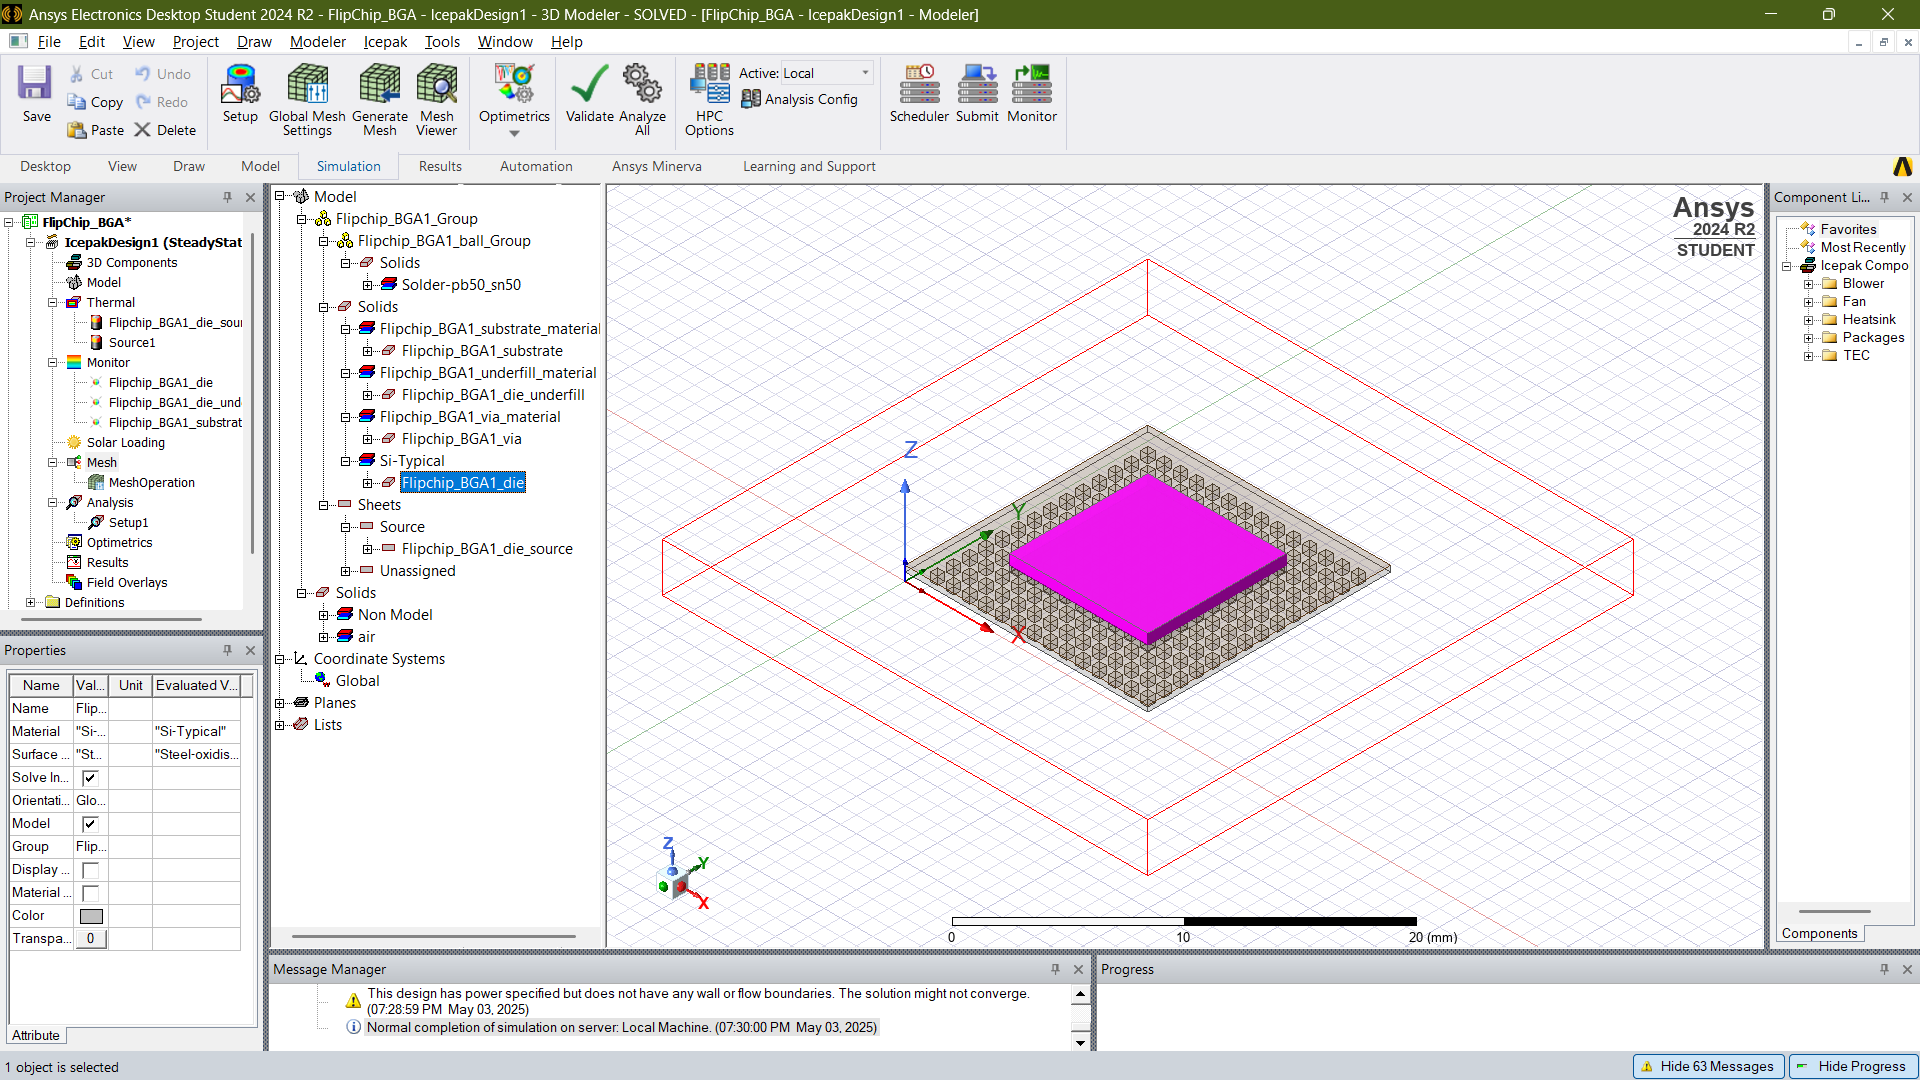 Ansys Electronics Desktop Student 2024 R2 - FlipChip_BGA - IcepakDesign1 - 3D Modeler - SOLVED - [FlipChip_BGA - IcepakDesign1 - Modeler]
File Edit View Project Draw Modeler Icepak Tools Window Help
Save
Cut
Copy
Paste
Undo
Redo
Delete
Setup
Global Mesh
Settings
Generate
Mesh
Mesh
Viewer
Optimetrics
Validate
Analyze
All
HPC
Options
Active: Local
Analysis Config
Scheduler
Submit
Monitor
Desktop View Draw Model Simulation Results Automation Ansys Minerva Learning and Support
Project Manager
FlipChip_BGA*
IcepakDesign1 (SteadyStat
3D Components
Model
Thermal
Flipchip_BGA1_die_sour
Source1
Monitor
Flipchip_BGA1_die
Flipchip_BGA1_die_und
Flipchip_BGA1_substrat
Solar Loading
Mesh
MeshOperation
Analysis
Setup1
Optimetrics
Results
Field Overlays
Definitions
Properties
Name Val... Unit Evaluated V...
Name Flip...
Material "Si-... "Si-Typical"
Surface ... "St... "Steel-oxidis...
Solve In...
Orientati... Glo...
Model
Group Flip...
Display ...
Material ...
Color
Transpa... 0
Attribute
Model
Flipchip_BGA1_Group
Flipchip_BGA1_ball_Group
Solids
Solder-pb50_sn50
Solids
Flipchip_BGA1_substrate_material
Flipchip_BGA1_substrate
Flipchip_BGA1_underfill_material
Flipchip_BGA1_die_underfill
Flipchip_BGA1_via_material
Flipchip_BGA1_via
Si-Typical
Flipchip_BGA1_die
Sheets
Source
Flipchip_BGA1_die_source
Unassigned
Solids
Non Model
air
Coordinate Systems
Global
Planes
Lists
Ansys
2024 R2
STUDENT
Z
Y
X
Z
Y
X
0 10 20 (mm)
Component Li...
Favorites
Most Recently
Icepak Compo
Blower
Fan
Heatsink
Packages
TEC
Components
Message Manager
This design has power specified but does not have any wall or flow boundaries. The solution might not converge.
(07:28:59 PM May 03, 2025)
Normal completion of simulation on server: Local Machine. (07:30:00 PM May 03, 2025)
Progress
1 object is selected
Hide 63 Messages
Hide Progress